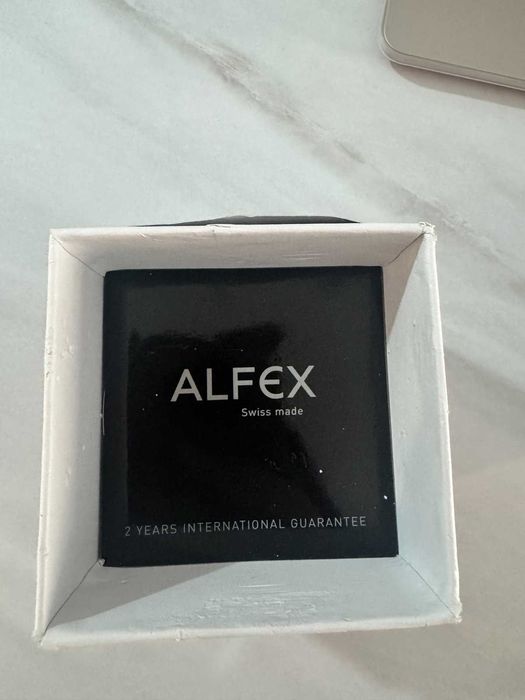 ALFEX
Swiss made
2 YEARS INTERNATIONAL GUARANTEE